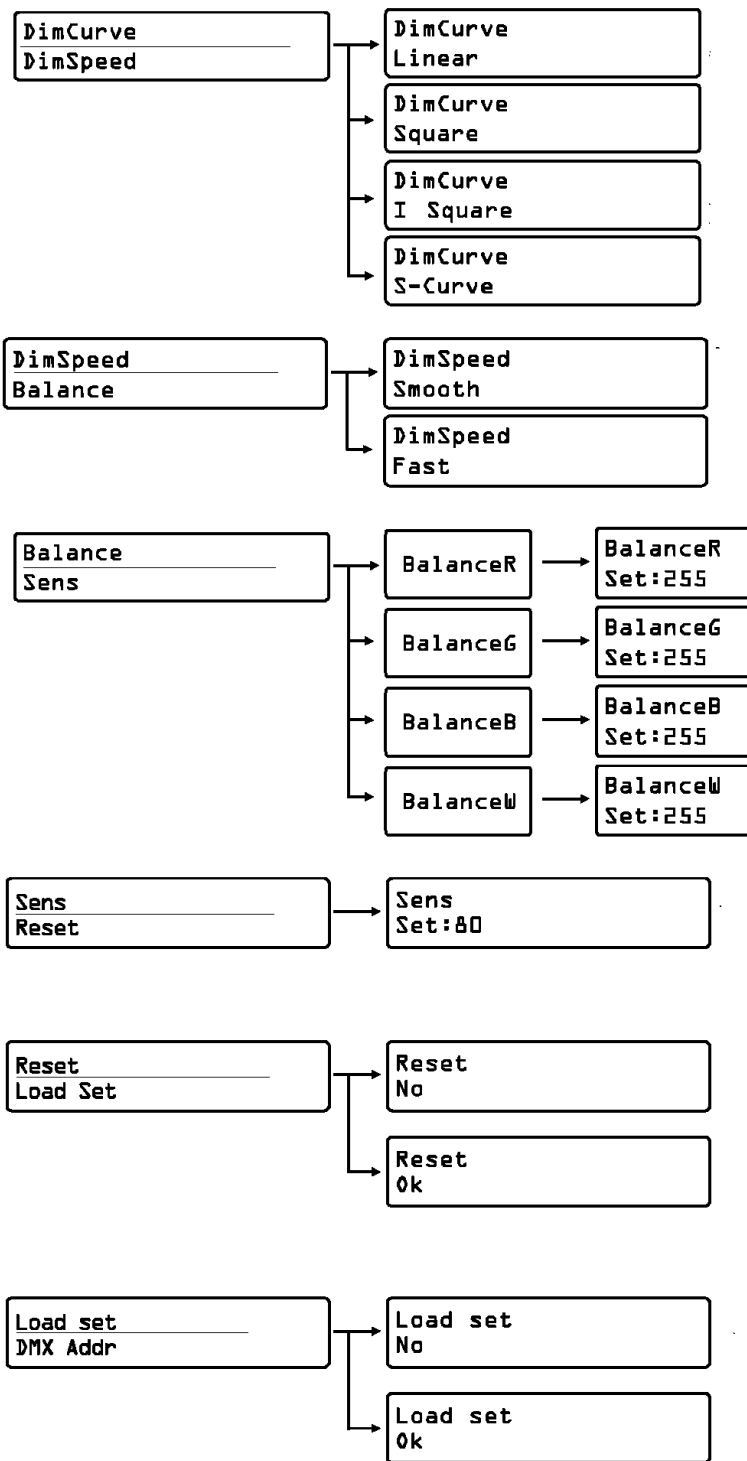 DimCurve
DimSpeed
DimCurve
Linear
DimCurve
Square
DimCurve
I Square
DimCurve
S-Curve
DimSpeed
Balance
DimSpeed
Smooth
DimSpeed
Fast
Balance
Sens
BalanceR
BalanceR
Set:255
BalanceG
BalanceG
Set:255
BalanceB
BalanceB
Set:255
BalanceW
BalanceW
Set:255
Sens
Reset
Sens
Set:80
Reset
Load Set
Reset
No
Reset
Ok
Load set
DMX Addr
Load set
No
Load set
Ok